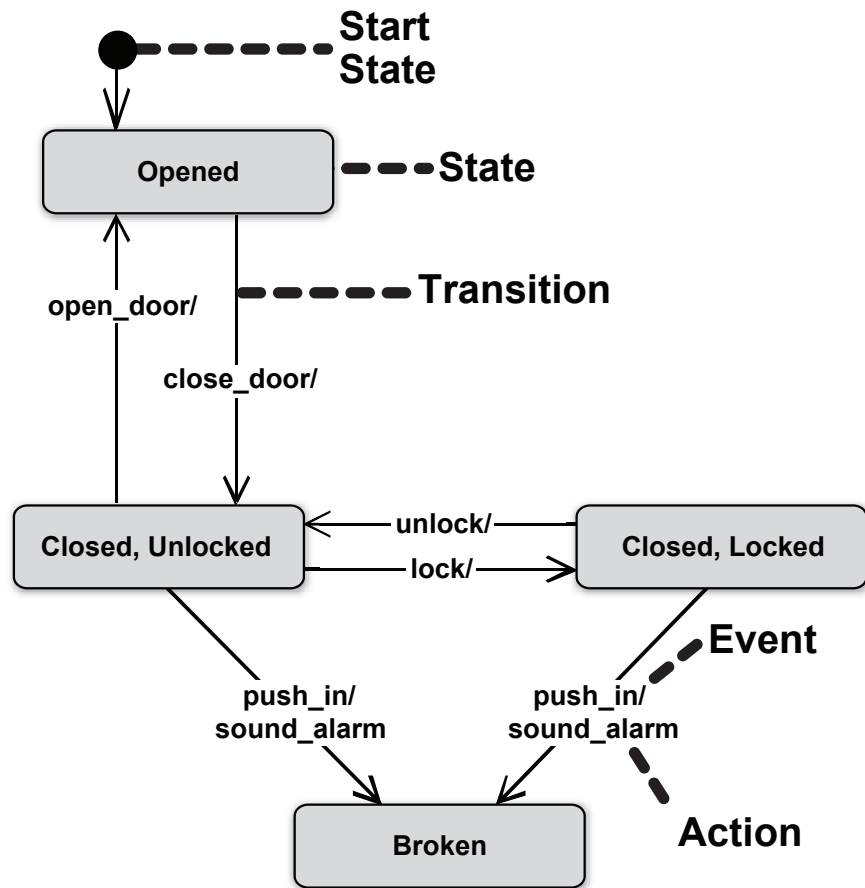 Start
State
Opened
State
open_door/
Transition
close_door/
Closed, Unlocked
unlock/
lock/
Closed, Locked
Event
push_in/
sound_alarm
push_in/
sound_alarm
Action
Broken